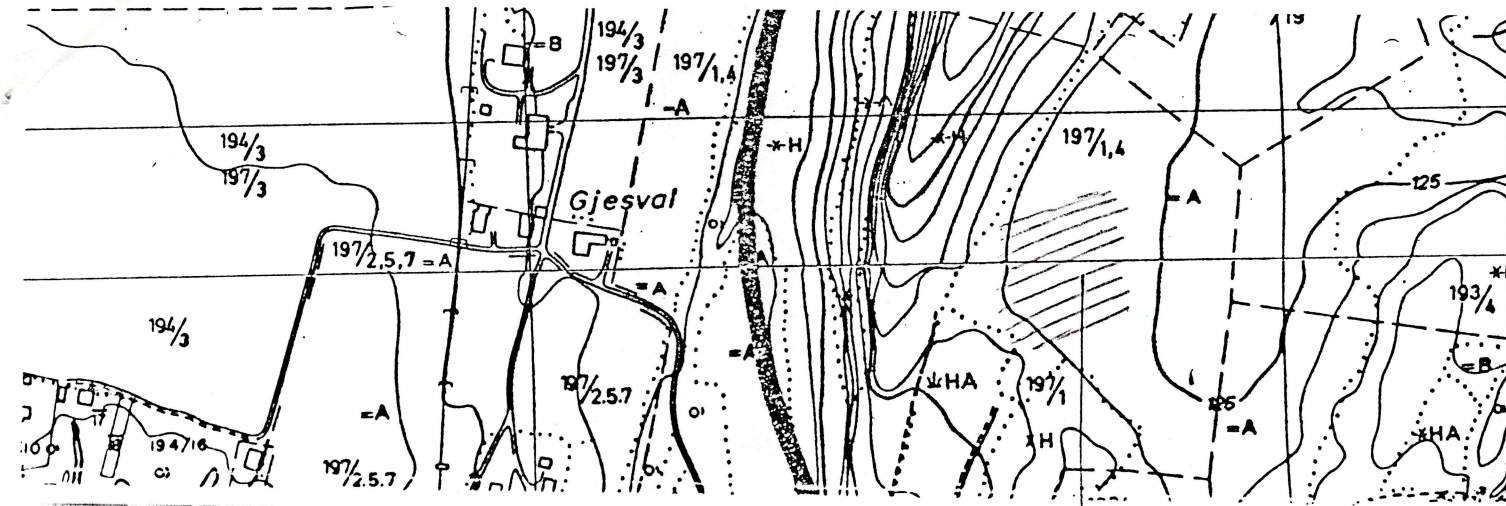 19
194/3
197/3
197/1,4
=B
=A
194/3
197/3
H
A
H
197/1,4
=A
125
Gjesval
197/2,5,7 =A
A
=A
194/3
193/4
=A
=B
197/2.5.7
HA
197/1
=A
125
=A
H
HA
194/16
197/2.5.7